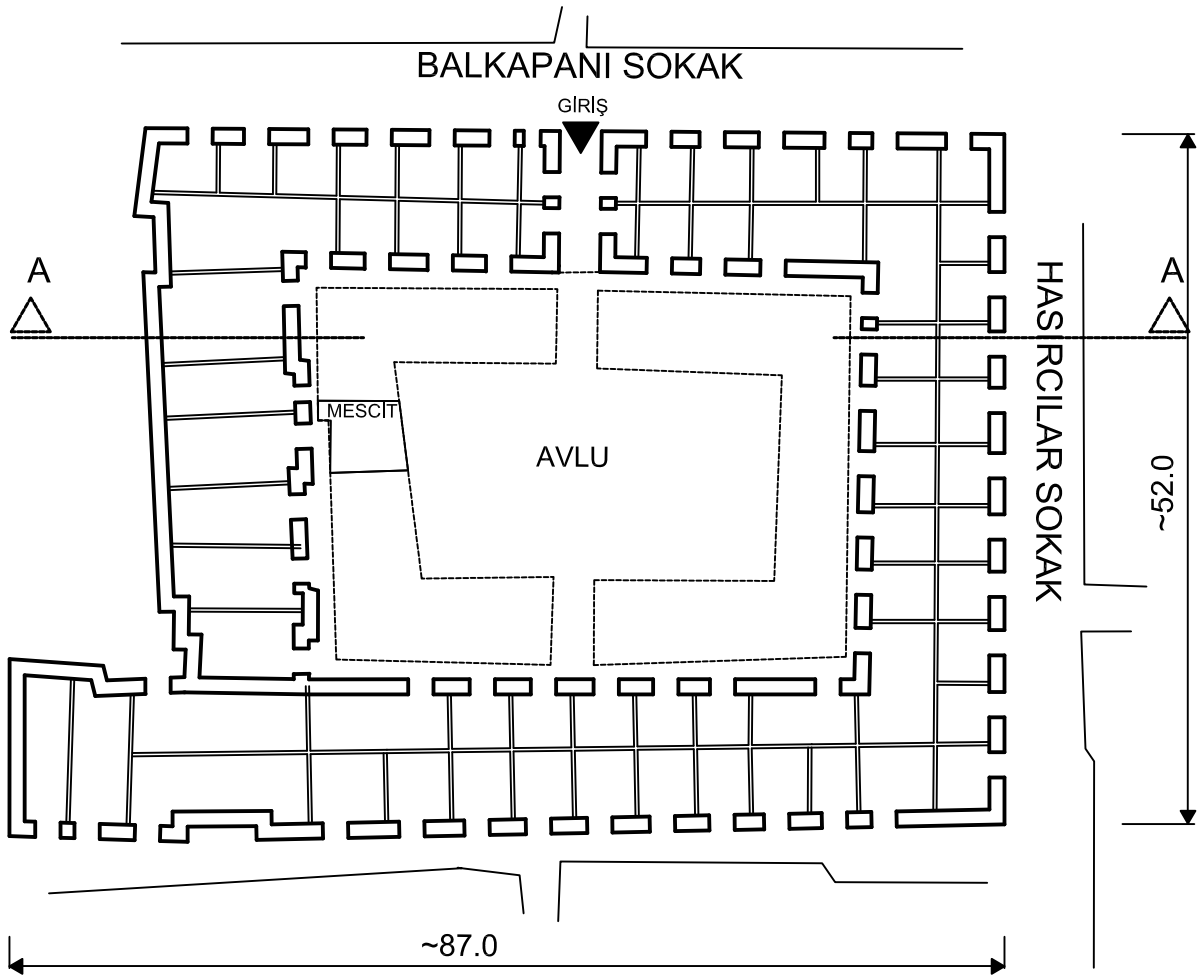 BALKAPANI SOKAK
GİRİŞ
A
A
HASIRCILAR SOKAK
MESCİT
AVLU
~52.0
~87.0